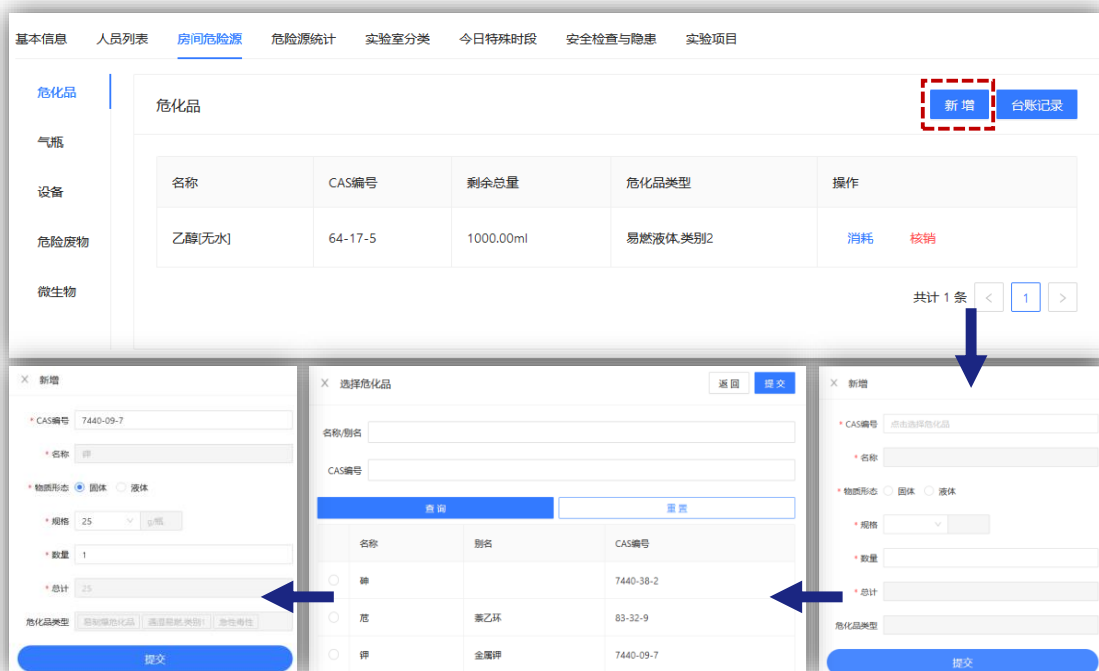 基本信息 人员列表 房间危险源 危险源统计 实验室分类 今日特殊时段 安全检查与隐患 实验项目
危化品
气瓶
设备
危险废物
微生物
危化品 新增 台账记录
名称 CAS编号 剩余总量 危化品类型 操作
乙醇[无水] 64-17-5 1000.00ml 易燃液体,类别2 消耗 核销
共计 1 条 < 1 >
× 新增
* CAS编号 7440-09-7
* 名称 钾
* 物质形态 固体 液体
* 规格 25 g/瓶
* 数量 1
* 总计 25
危化品类型 易制爆危化品 遇湿易燃,类别1 急性毒性
提交
× 选择危化品 返回 提交
名称/别名
CAS编号
查询 重置
名称 别名 CAS编号
砷 7440-38-2
苊 萘乙环 83-32-9
钾 金属钾 7440-09-7
× 新增
* CAS编号 点击选择危化品
* 名称
* 物质形态 固体 液体
* 规格
* 数量
* 总计
危化品类型
提交